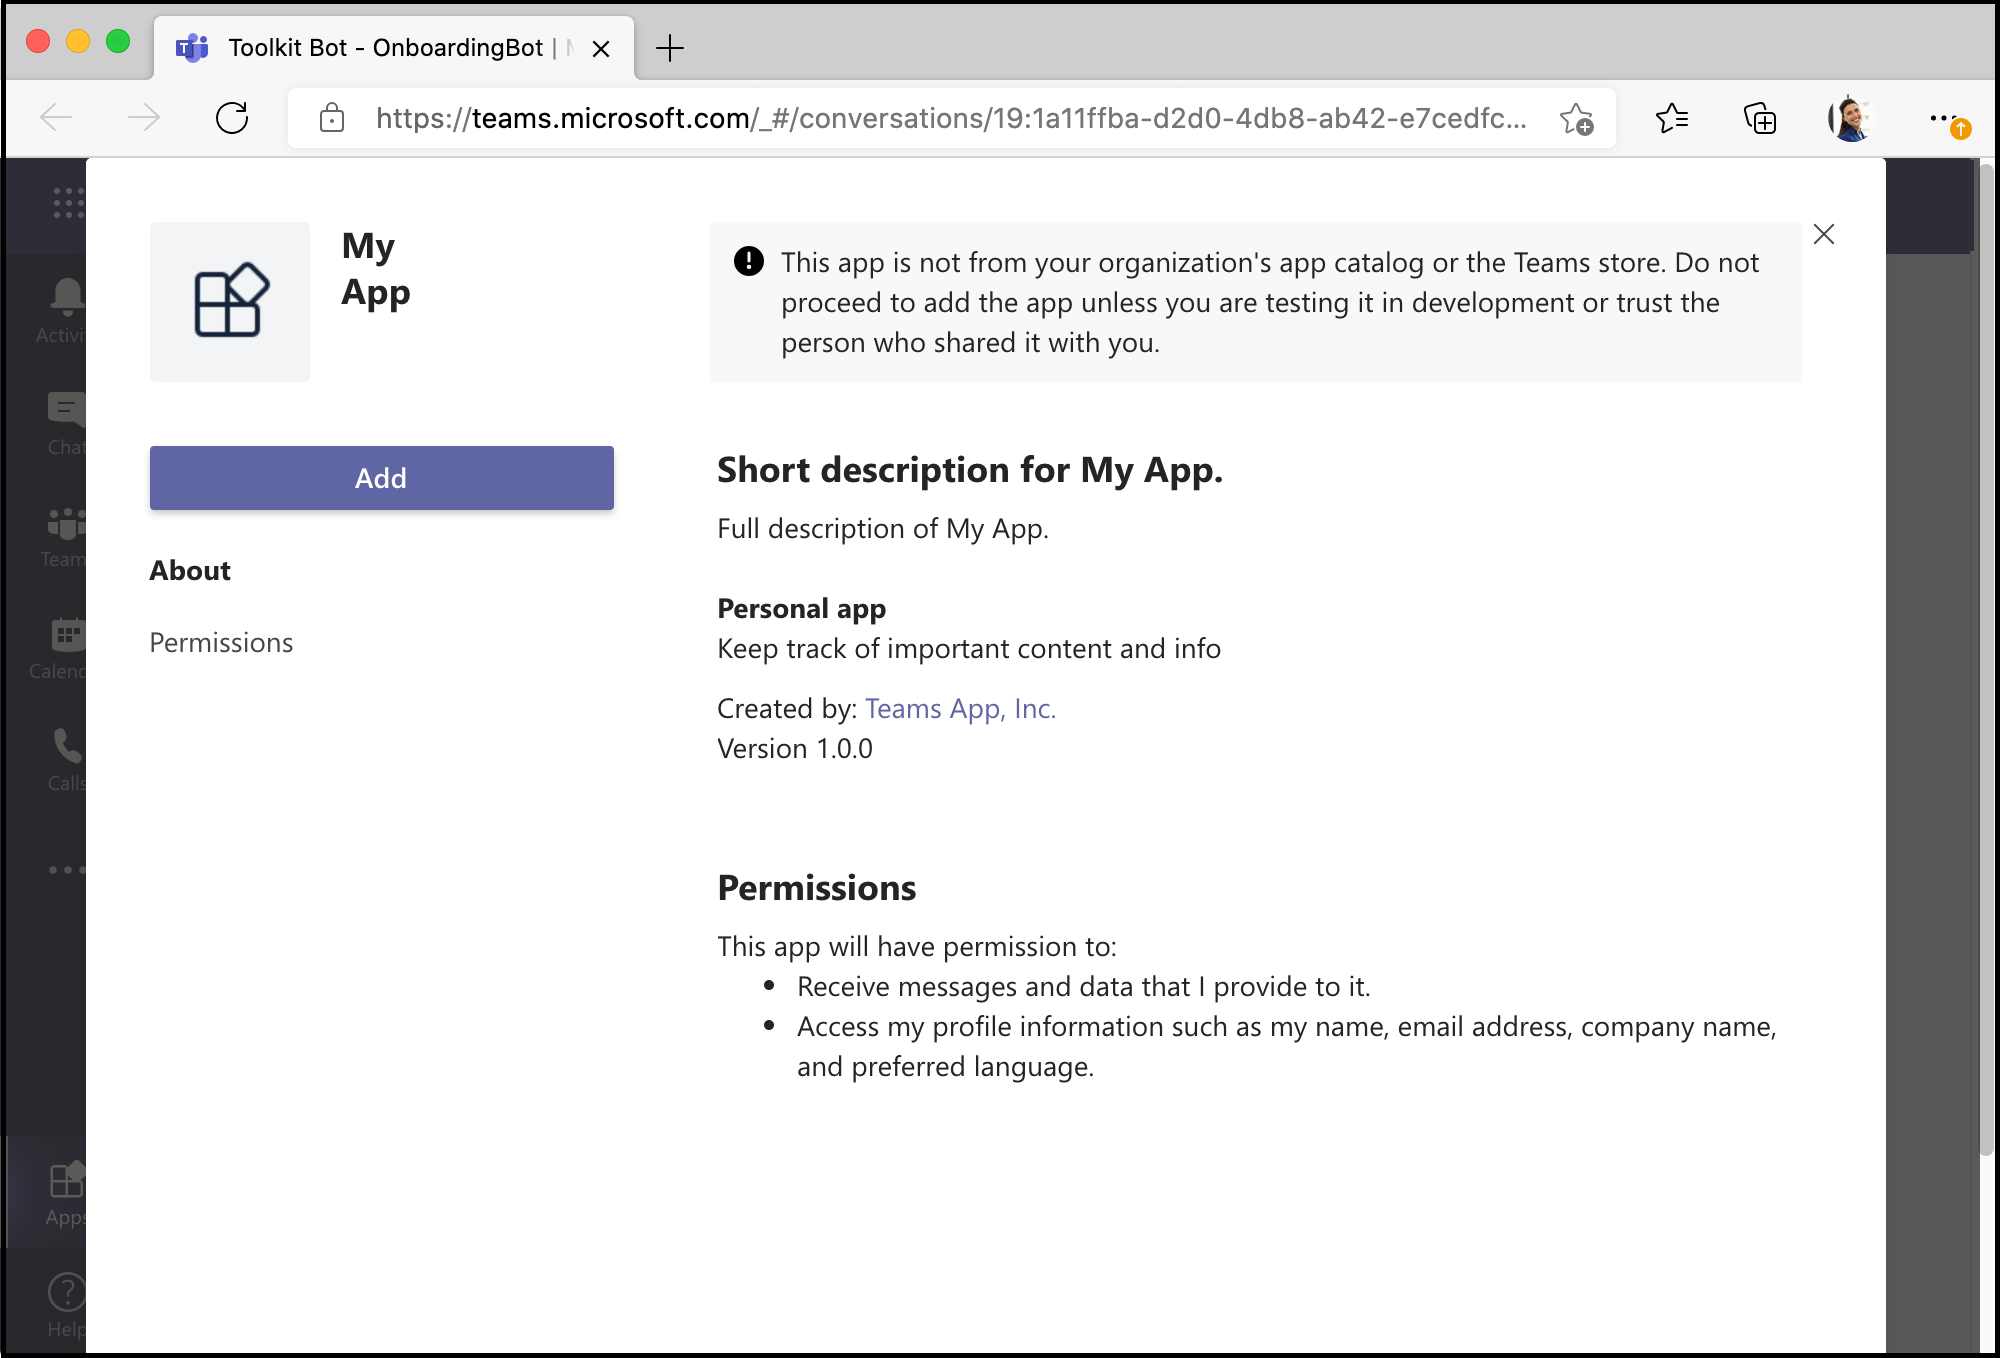 Toolkit Bot - OnboardingBot |
https://teams.microsoft.com/_#/conversations/19:1a11ffba-d2d0-4db8-ab42-e7cedfc...
My
App
This app is not from your organization's app catalog or the Teams store. Do not
proceed to add the app unless you are testing it in development or trust the
person who shared it with you.
Add
About
Permissions
Short description for My App.
Full description of My App.
Personal app
Keep track of important content and info
Created by: Teams App, Inc.
Version 1.0.0
Permissions
This app will have permission to:
• Receive messages and data that I provide to it.
• Access my profile information such as my name, email address, company name,
and preferred language.
Activi
Chat
Team
Calend
Calls
Apps
Help